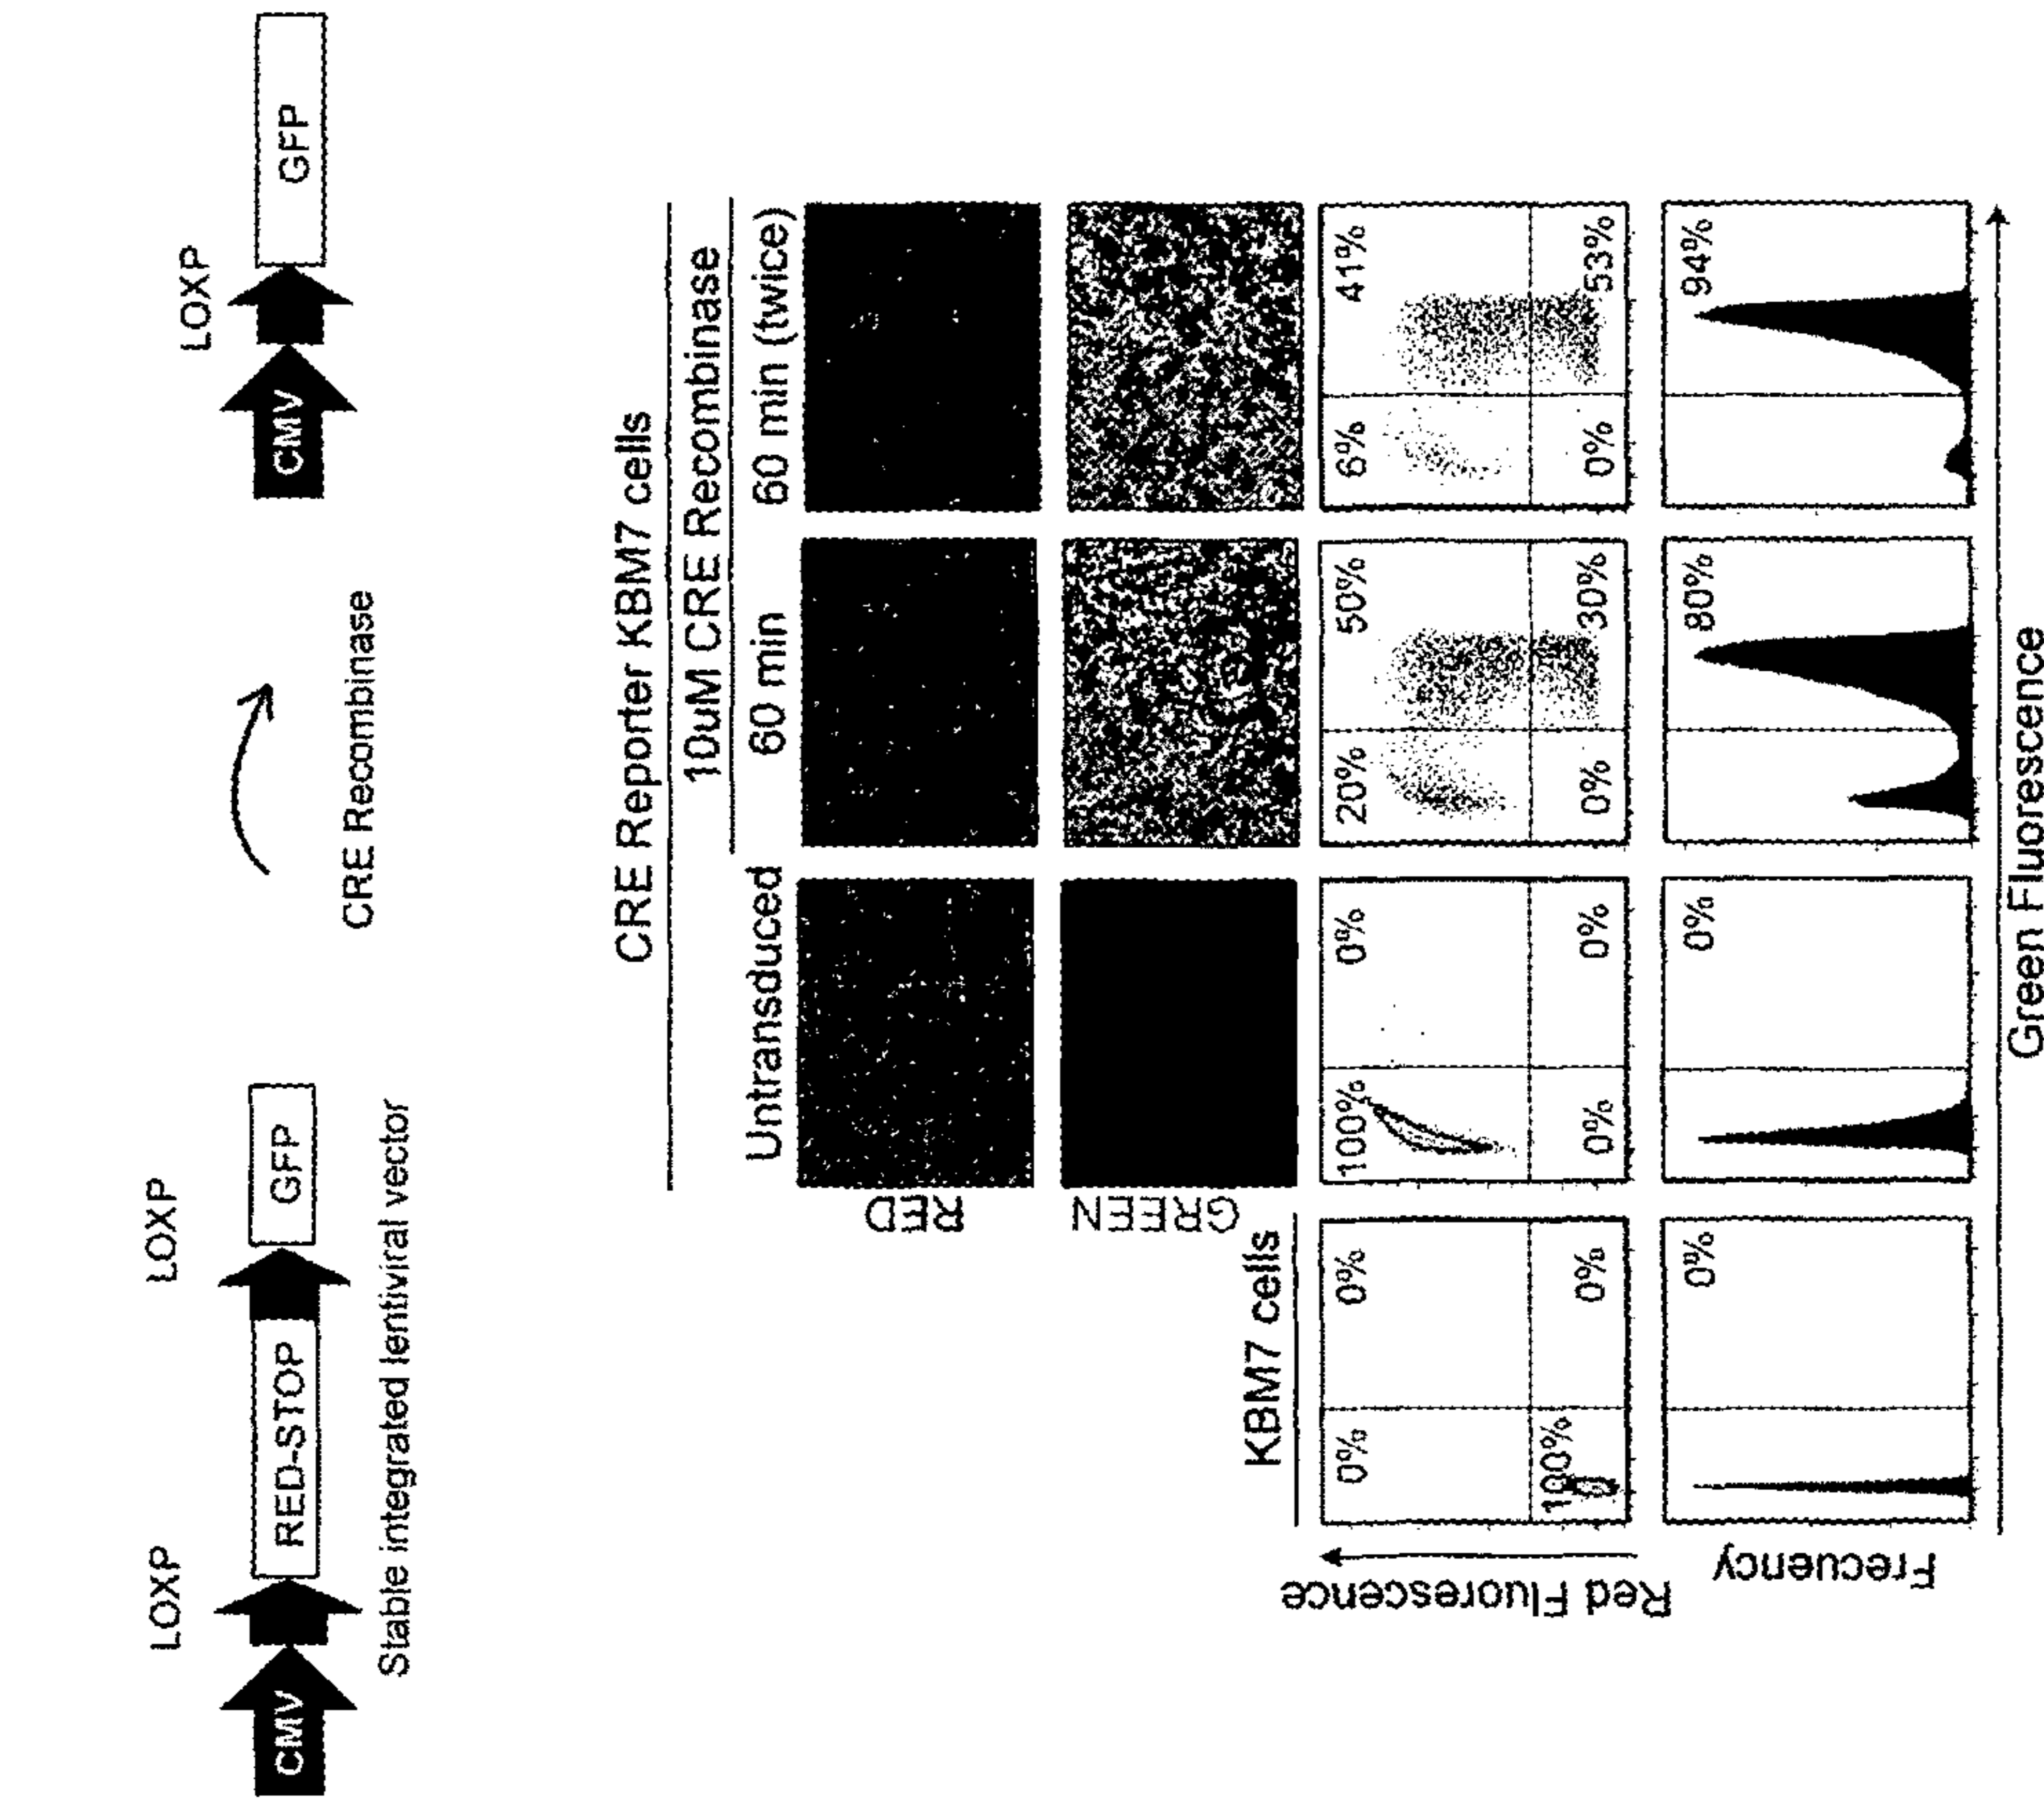 LOXP LOXP LOXP
CMV RED-STOP GFP CMV GFP
CRE Recombinase
Stable integrated lentiviral vector
CRE Reporter KBM7 cells
10uM CRE Recombinase
Untransduced 60 min 60 min (twice)
RED
GREEN
KBM7 cells
Red Fluorescence
0% 0% 100% 0% 20% 50% 6% 41%
100% 0% 0% 0% 0% 30% 0% 53%
Frecuency
0% 0% 80% 94%
Green Fluorescence